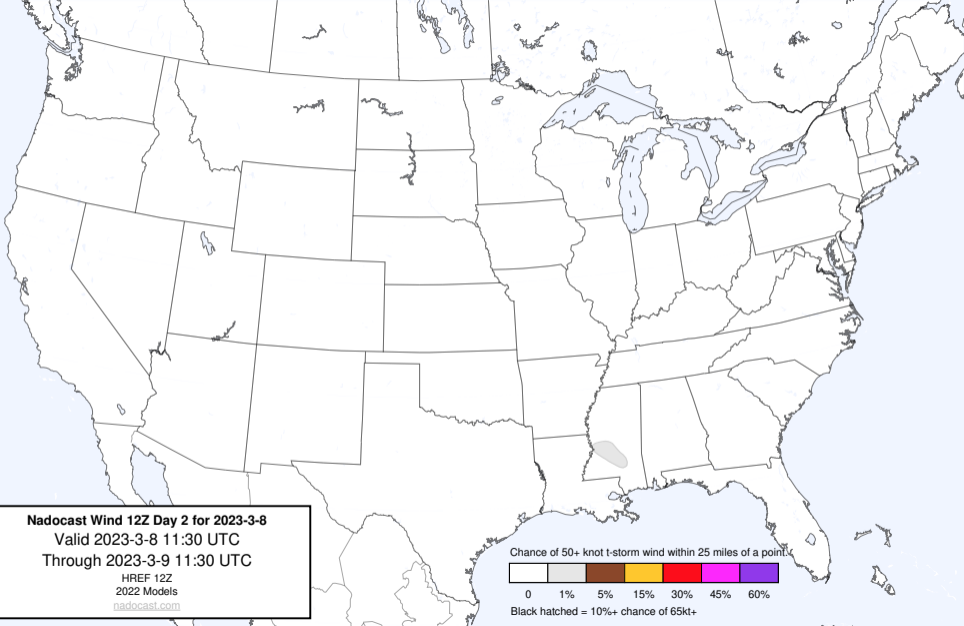 Nadocast Wind 12Z Day 2 for 2023-3-8
Valid 2023-3-8 11:30 UTC
Through 2023-3-9 11:30 UTC
HREF 12Z
2022 Models
nadocast.com
Chance of 50+ knot t-storm wind within 25 miles of a point.
0 1% 5% 15% 30% 45% 60%
Black hatched = 10%+ chance of 65kt+